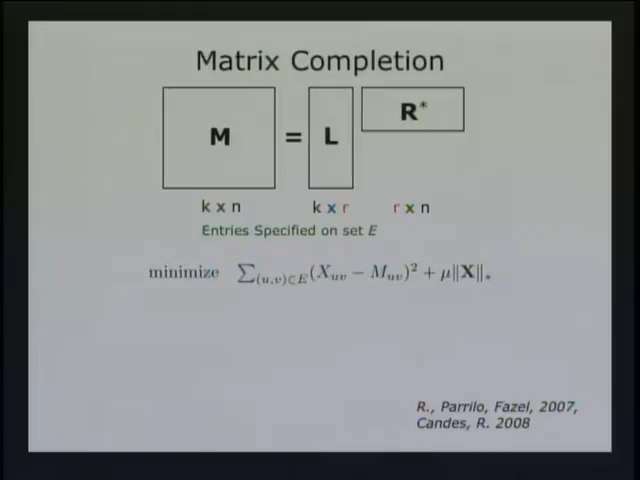 Matrix Completion
M = L R*
k x n k x r r x n
Entries Specified on set E
minimize ∑(u,v)∈E (Xuv − Muv)² + μ‖X‖*
R., Parrilo, Fazel, 2007,
Candes, R. 2008